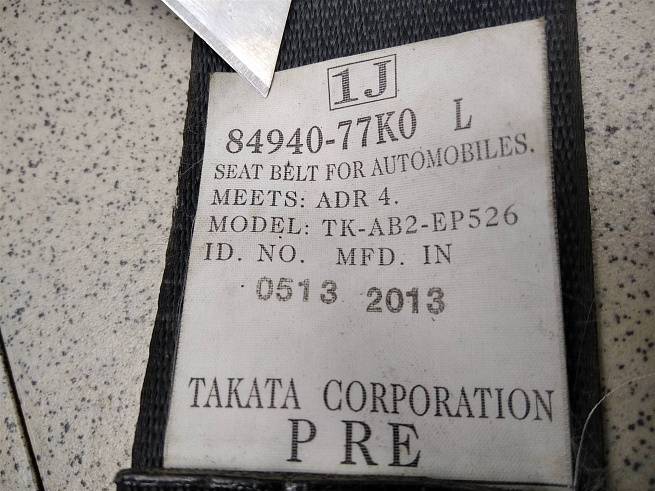 1J
84940-77K0 L
SEAT BELT FOR AUTOMOBILES.
MEETS: ADR 4.
MODEL: TK-AB2-EP526
ID. NO. MFD. IN
0513 2013
TAKATA CORPORATION
PRE